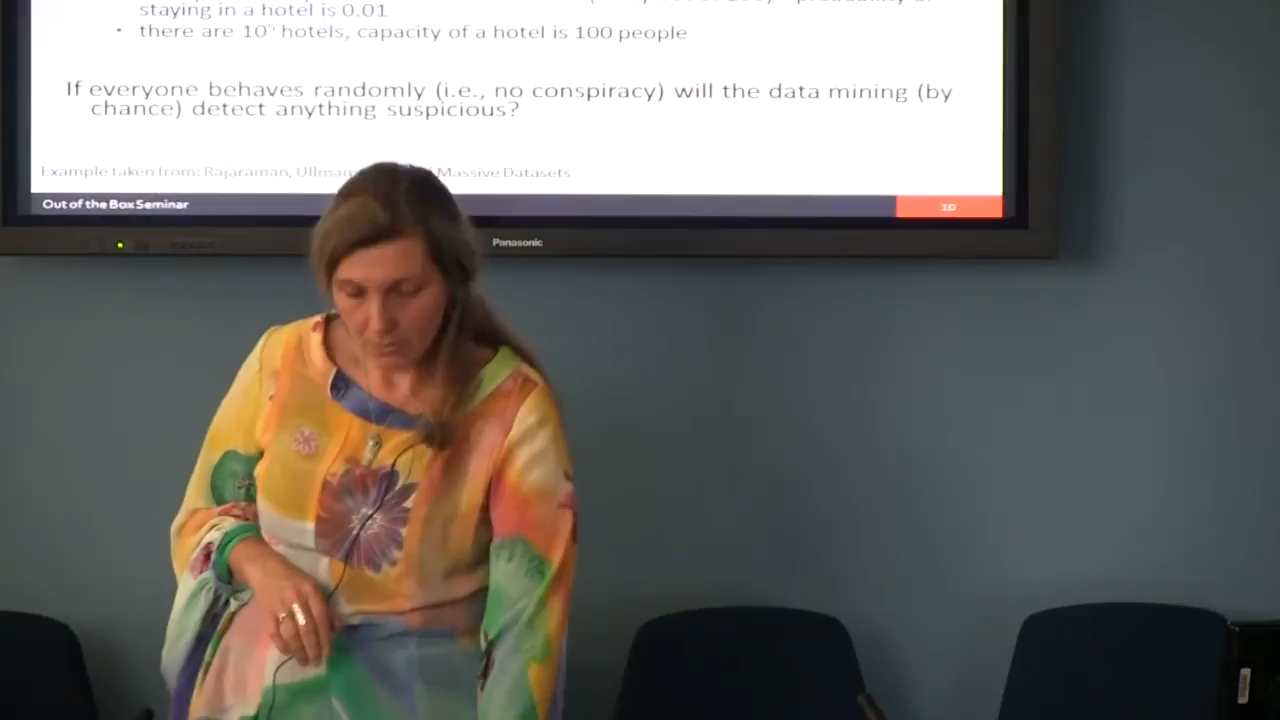 staying in a hotel is 0.01
• there are 10⁵ hotels, capacity of a hotel is 100 people
If everyone behaves randomly (i.e., no conspiracy) will the data mining (by
chance) detect anything suspicious?
Example taken from: Rajaraman, Ullman Massive Datasets
Out of the Box Seminar
10
Panasonic